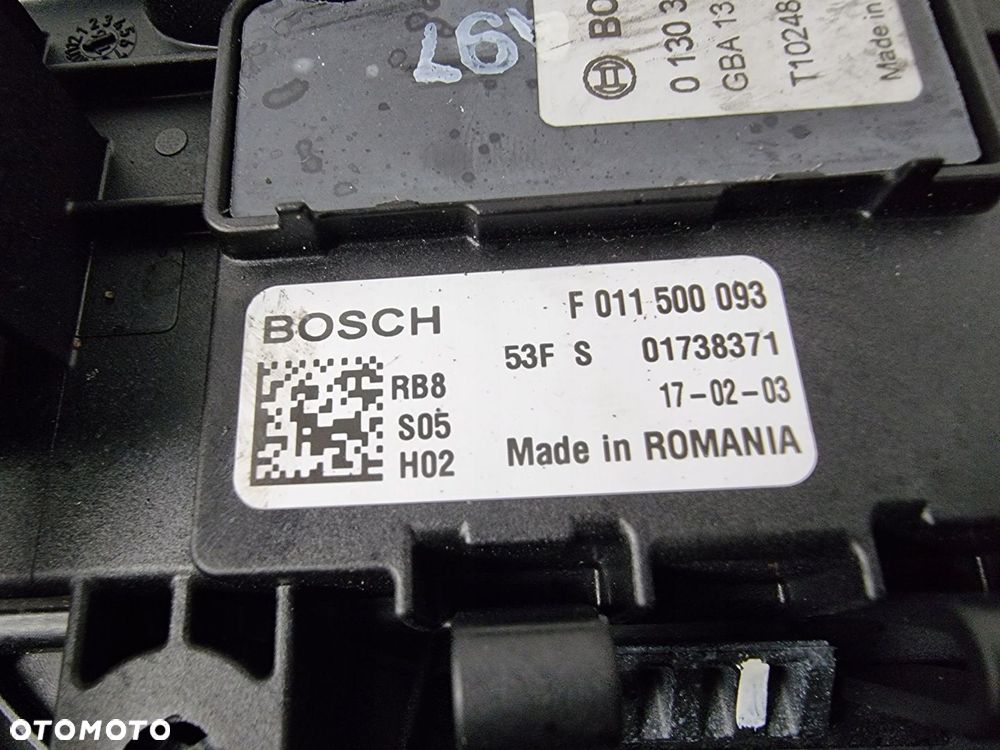 A97
BO
0 130 3
GBA 13
T10248
Made in
BOSCH
F 011 500 093
53F S 01738371
RB8
17-02-03
S05
H02
Made in ROMANIA
OTOMOTO